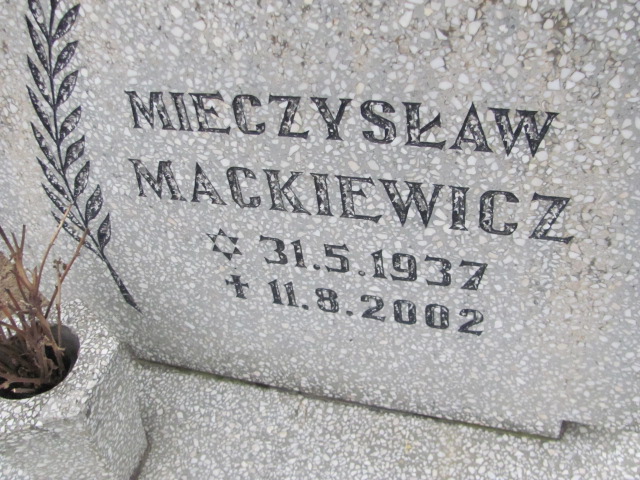 MIECZYSŁAW
MACKIEWICZ
✡ 31.5.1937
✝ 11.8.2002